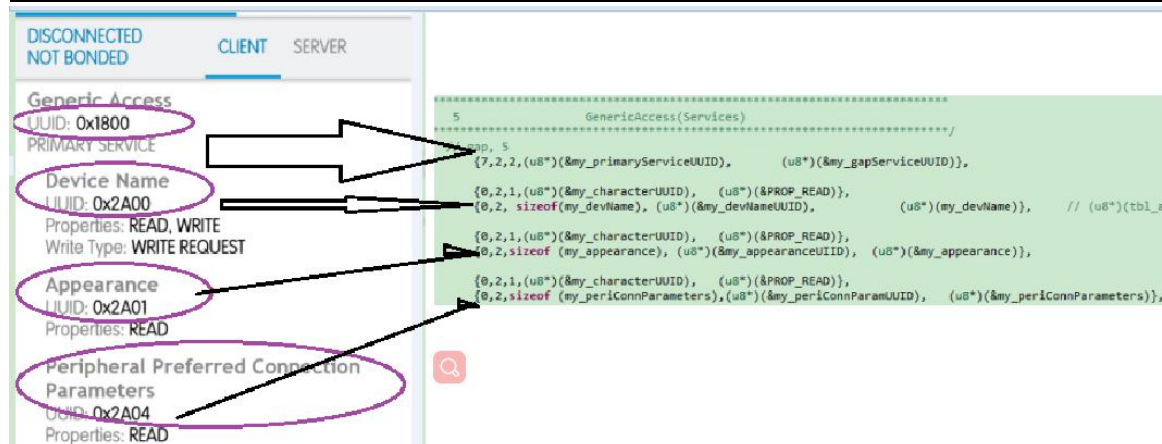 DISCONNECTED
NOT BONDED
CLIENT
SERVER
Generic Access
UUID: 0x1800
PRIMARY SERVICE
Device Name
UUID: 0x2A00
Properties: READ, WRITE
Write Type: WRITE REQUEST
Appearance
UUID: 0x2A01
Properties: READ
Peripheral Preferred Connection
Parameters
UUID: 0x2A04
Properties: READ
5 GenericAccess(Services)
gap, 5
{7,2,2,(u8*)(&my_primaryServiceUUID), (u8*)(&my_gapServiceUUID)},
{0,2,1,(u8*)(&my_characterUUID), (u8*)(&PROP_READ)},
{0,2, sizeof(my_devName), (u8*)(&my_devNameUUID), (u8*)(my_devName)}, // (u8*)(tbl_a
{0,2,1,(u8*)(&my_characterUUID), (u8*)(&PROP_READ)},
{0,2,sizeof (my_appearance), (u8*)(&my_appearanceUIID), (u8*)(&my_appearance)},
{0,2,1,(u8*)(&my_characterUUID), (u8*)(&PROP_READ)},
{0,2,sizeof (my_periConnParameters),(u8*)(&my_periConnParamUUID), (u8*)(&my_periConnParameters)},